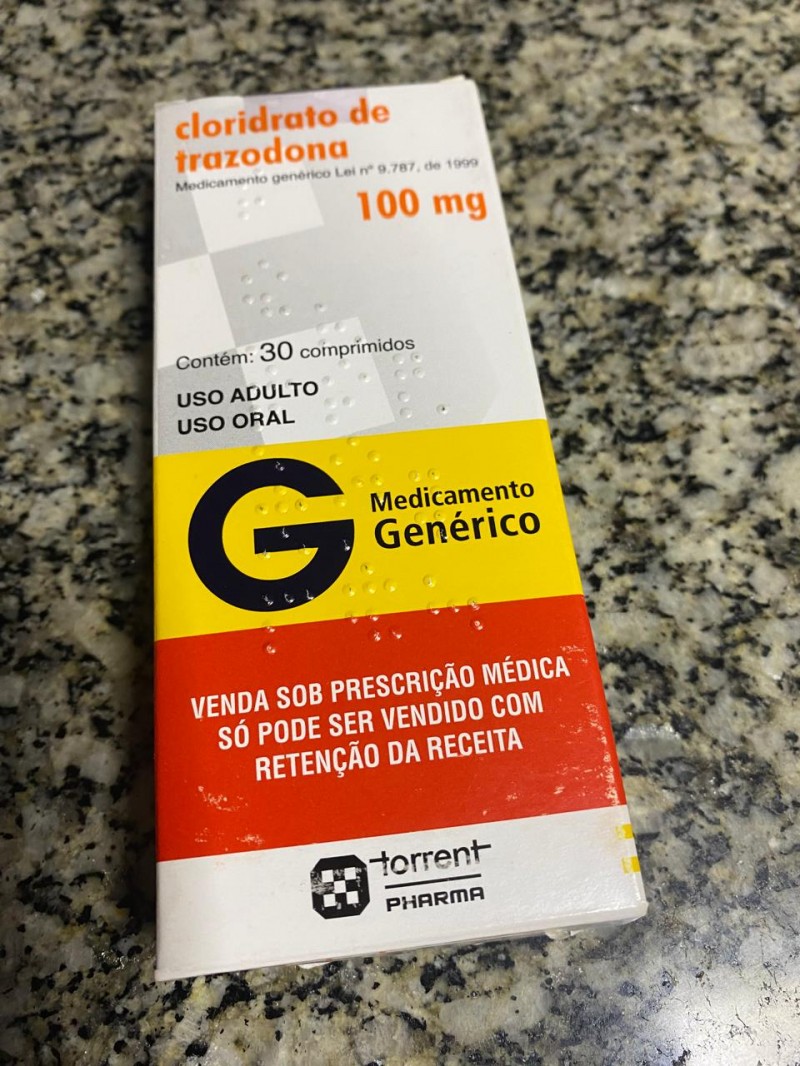 cloridrato de
trazodona
Medicamento genérico Lei nº 9.787, de 1999
100 mg
Contém: 30 comprimidos
USO ADULTO
USO ORAL
G
Medicamento
Genérico
VENDA SOB PRESCRIÇÃO MÉDICA
SÓ PODE SER VENDIDO COM
RETENÇÃO DA RECEITA
torrent
PHARMA